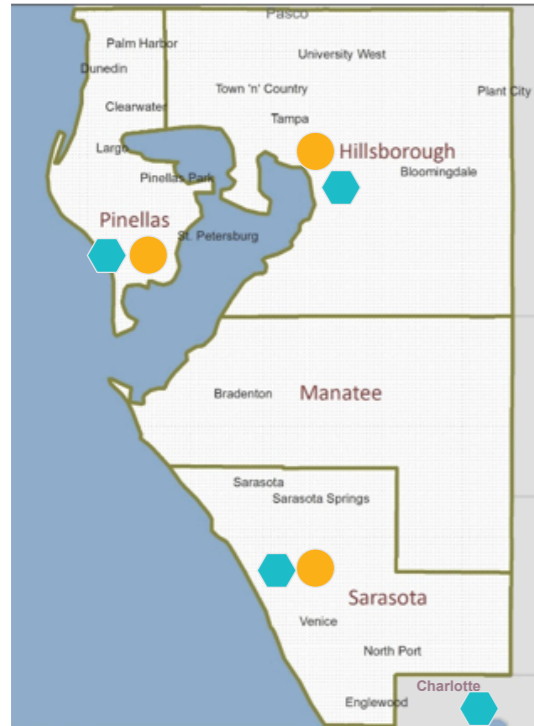 Pasco
Palm Harbor
University West
Dunedin
Town 'n' Country
Plant City
Clearwater
Tampa
Largo
Hillsborough
Bloomingdale
Pinellas Park
Pinellas
St. Petersburg
Bradenton
Manatee
Sarasota
Sarasota Springs
Sarasota
Venice
North Port
Charlotte
Englewood